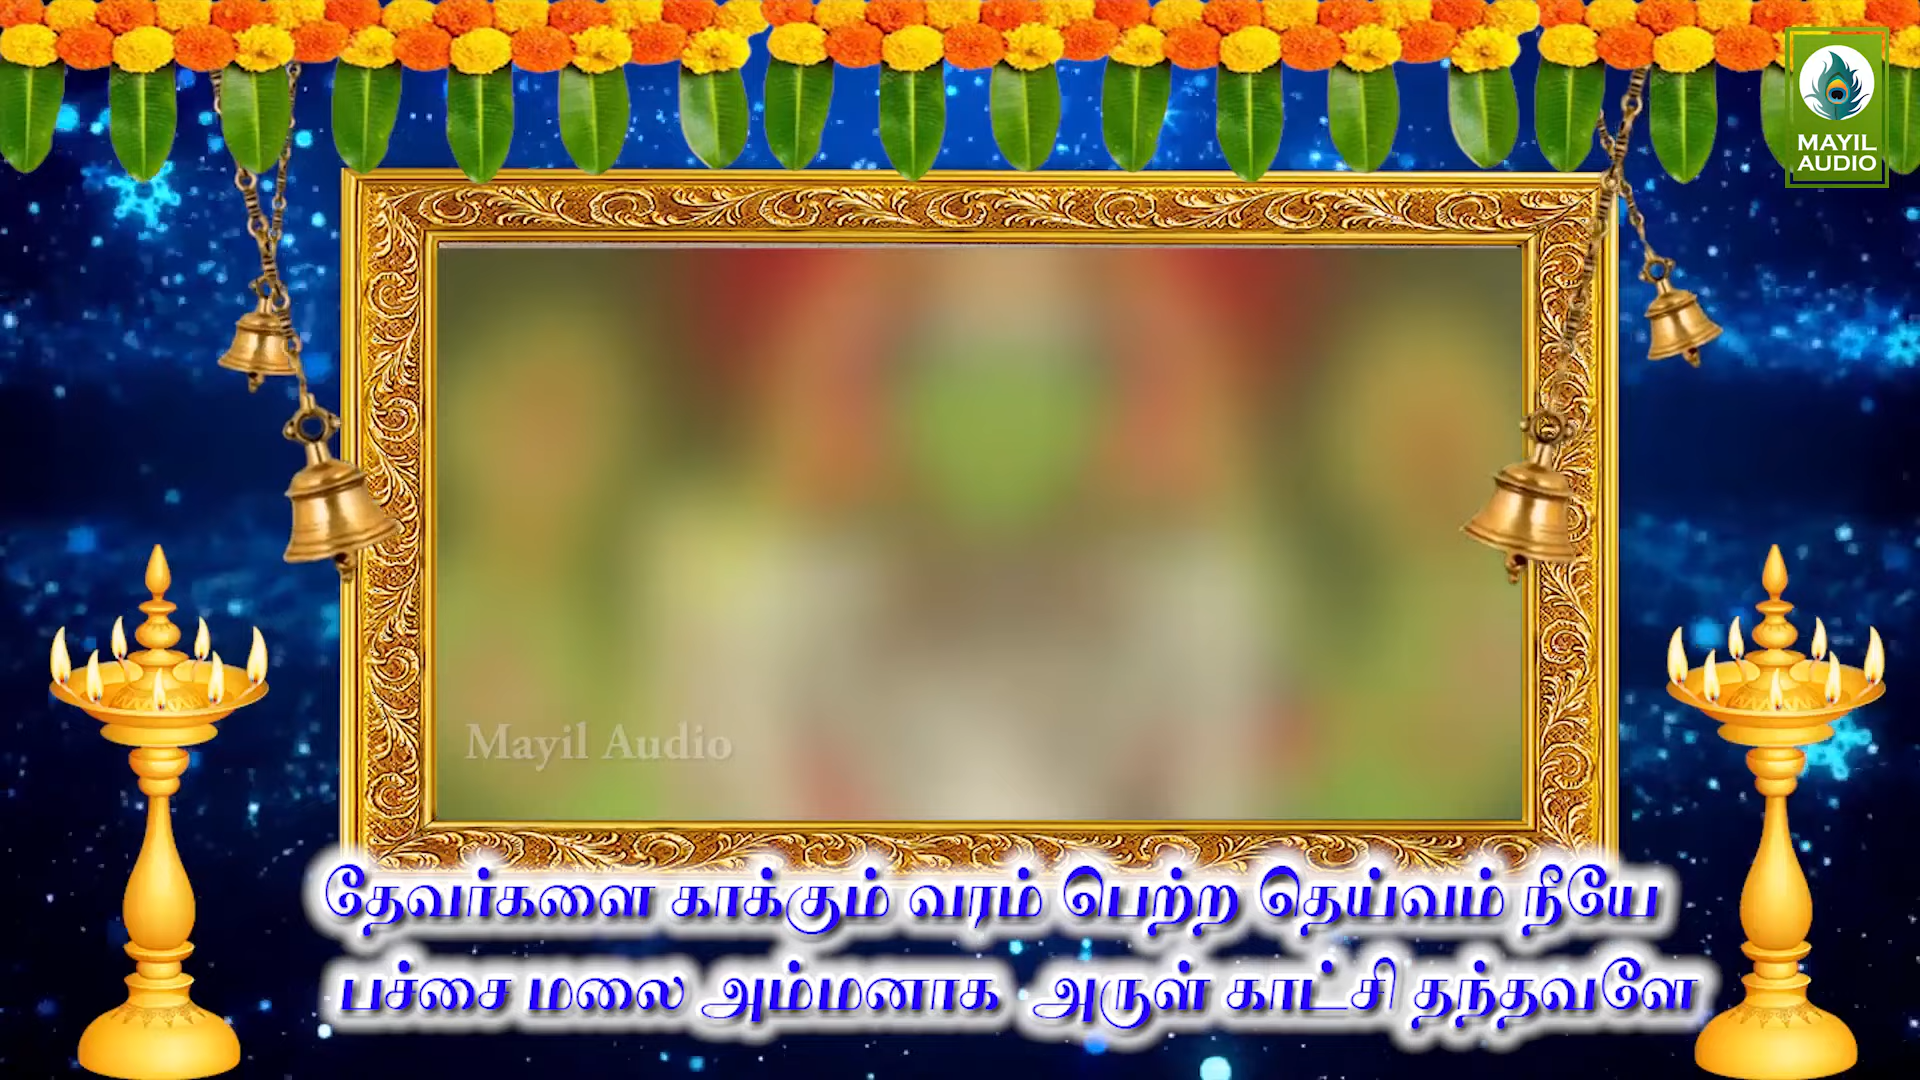 MAYIL
AUDIO
Mayil Audio
தேவர்களை காக்கும் வரம் பெற்ற தெய்வம் நீயே
பச்சை மலை அம்மனாக அருள் காட்சி தந்தவளே